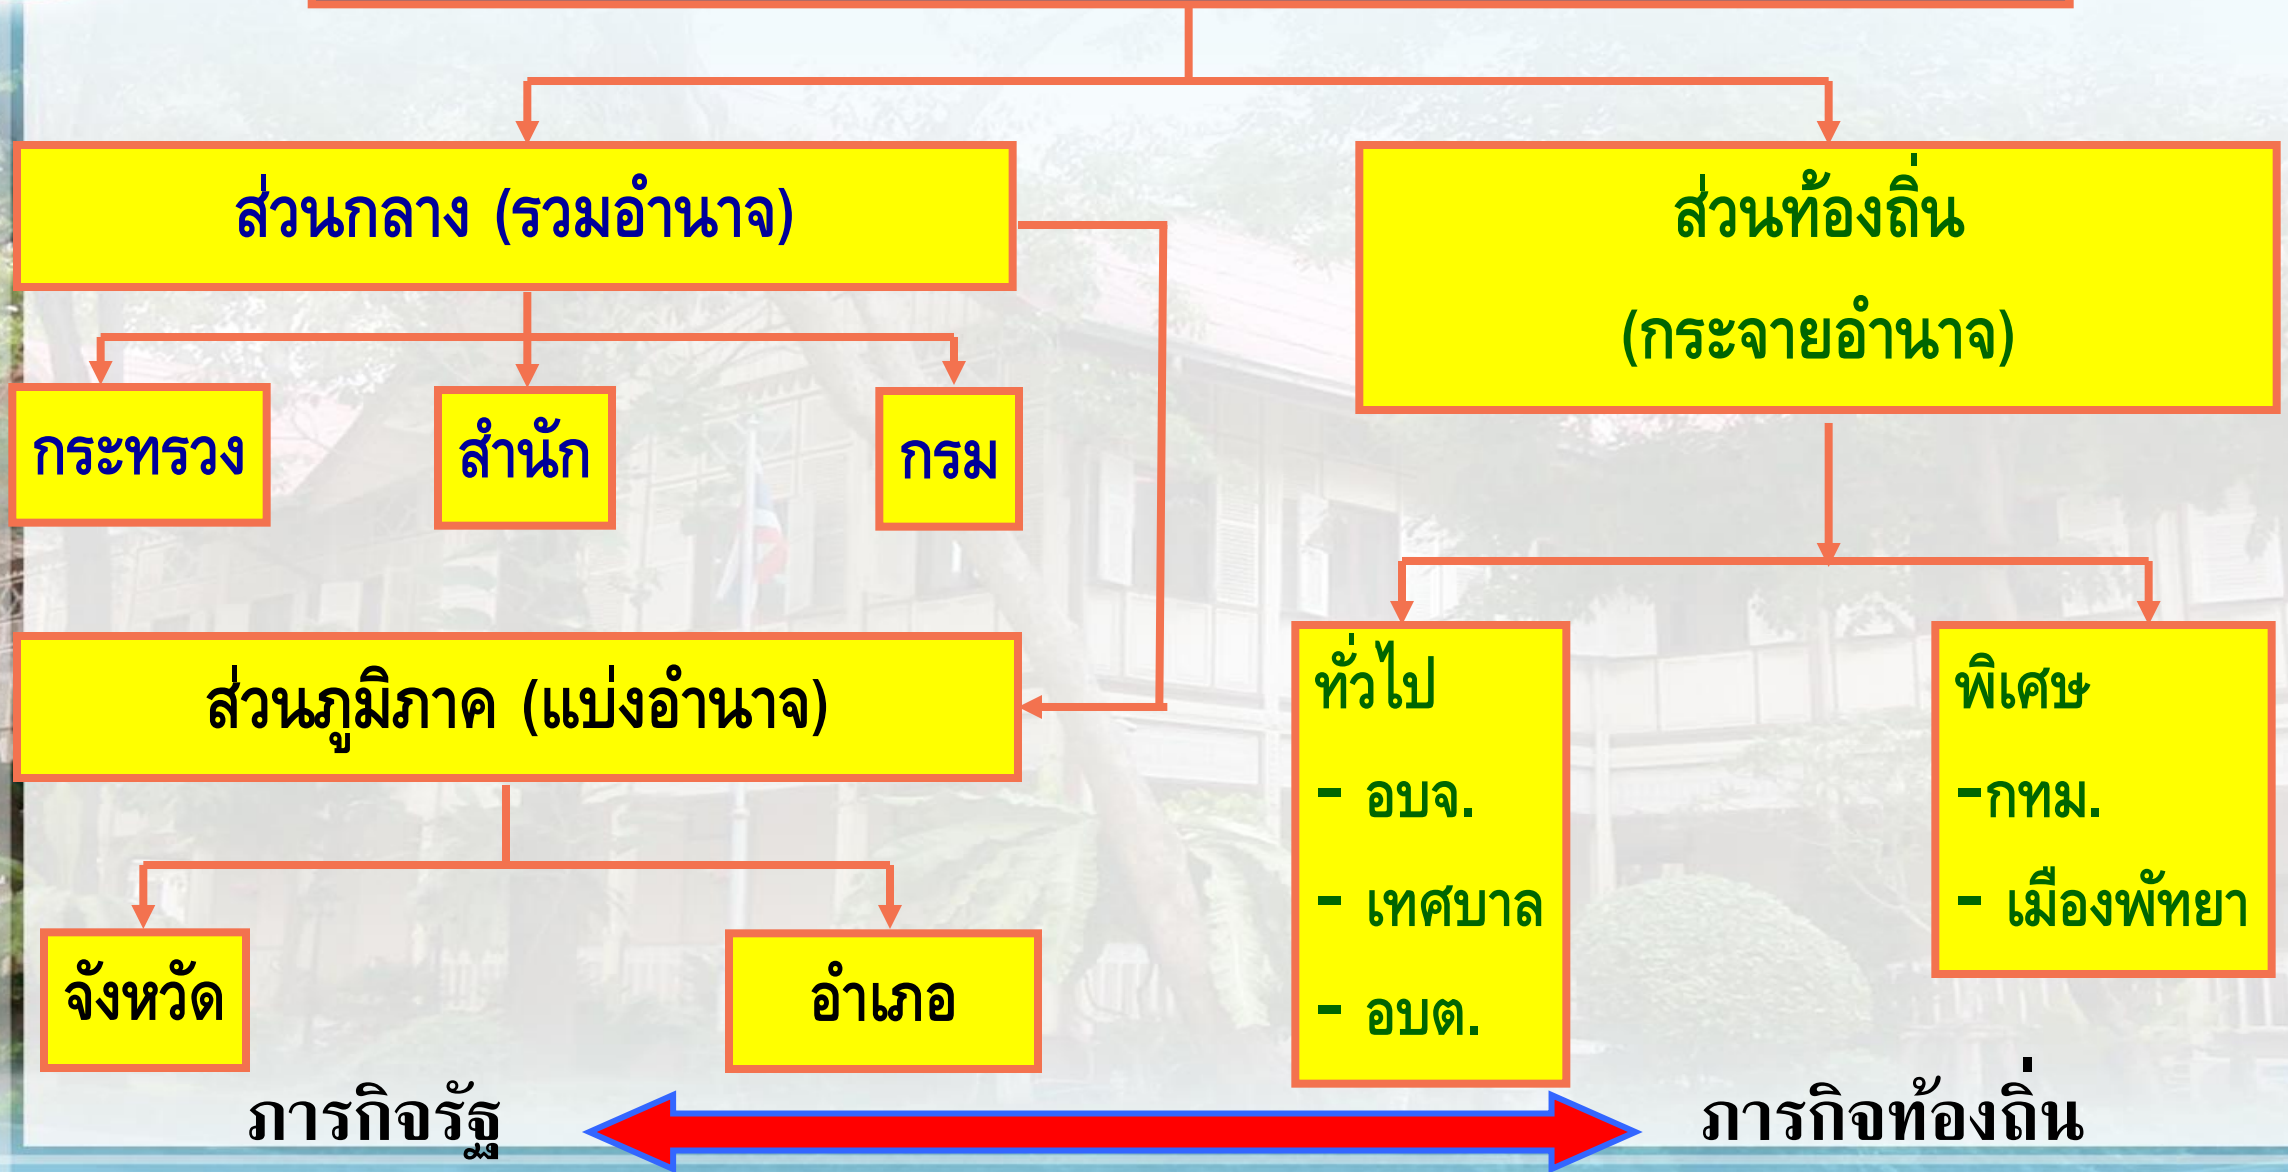 ส่วนกลาง (รวมอำนาจ)
ส่วนท้องถิ่น
(กระจายอำนาจ)
กระทรวง
สำนัก
กรม
ส่วนภูมิภาค (แบ่งอำนาจ)
จังหวัด
อำเภอ
ทั่วไป
- อบจ.
- เทศบาล
- อบต.
พิเศษ
-กทม.
- เมืองพัทยา
ภารกิจรัฐ
ภารกิจท้องถิ่น